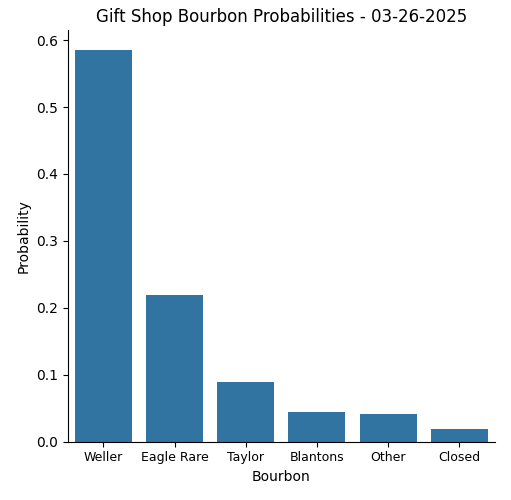 Gift Shop Bourbon Probabilities - 03-26-2025
0.6
0.5
0.4
0.3
0.2
0.1
0.0
Probability
Weller Eagle Rare Taylor Blantons Other Closed
Bourbon